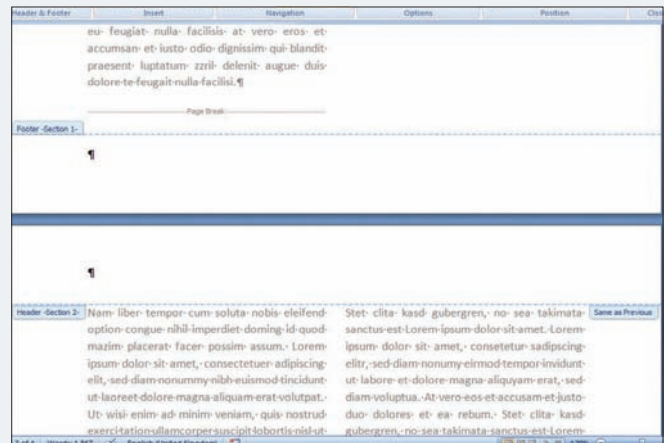 Header & Footer Insert Navigation Options Position Clos
eu· feugiat· nulla· facilisis· at· vero· eros· et·
accumsan· et· iusto· odio· dignissim· qui· blandit·
praesent· luptatum· zzril· delenit· augue· duis·
dolore·te·feugait·nulla·facilisi.¶
Page Break
Footer -Section 1-
¶
¶
Header -Section 2-
Same as Previous
Nam· liber· tempor· cum· soluta· nobis· eleifend·
option· congue· nihil· imperdiet· doming· id· quod·
mazim· placerat· facer· possim· assum.· Lorem·
ipsum· dolor· sit· amet,· consectetuer· adipiscing·
elit,·sed·diam·nonummy·nibh·euismod·tincidunt·
ut·laoreet·dolore·magna·aliquam·erat·volutpat.·
Ut· wisi· enim· ad· minim· veniam,· quis· nostrud·
exerci·tation·ullamcorper·suscipit·lobortis·nisl·ut·
Stet· clita· kasd· gubergren,· no· sea· takimata·
sanctus·est·Lorem·ipsum·dolor·sit·amet.·Lorem·
ipsum· dolor· sit· amet,· consetetur· sadipscing·
elitr,·sed·diam·nonumy·eirmod·tempor·invidunt·
ut· labore· et· dolore· magna· aliquyam· erat,· sed·
diam·voluptua.·At·vero·eos·et·accusam·et·justo·
duo· dolores· et· ea· rebum.· Stet· clita· kasd·
gubergren,·no·sea·takimata·sanctus·est·Lorem·
English (United Kingdom)